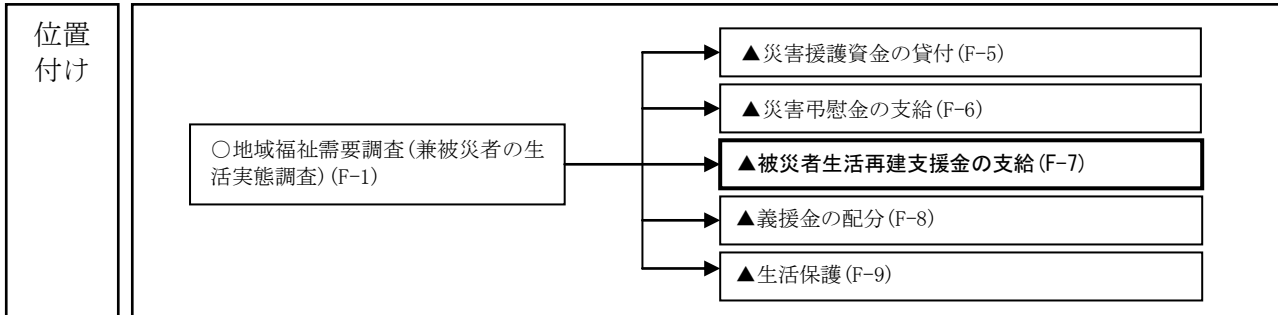 位置
付け
▲災害援護資金の貸付(F-5)
▲災害弔慰金の支給(F-6)
○地域福祉需要調査(兼被災者の生
活実態調査)(F-1)
▲被災者生活再建支援金の支給(F-7)
▲義援金の配分(F-8)
▲生活保護(F-9)